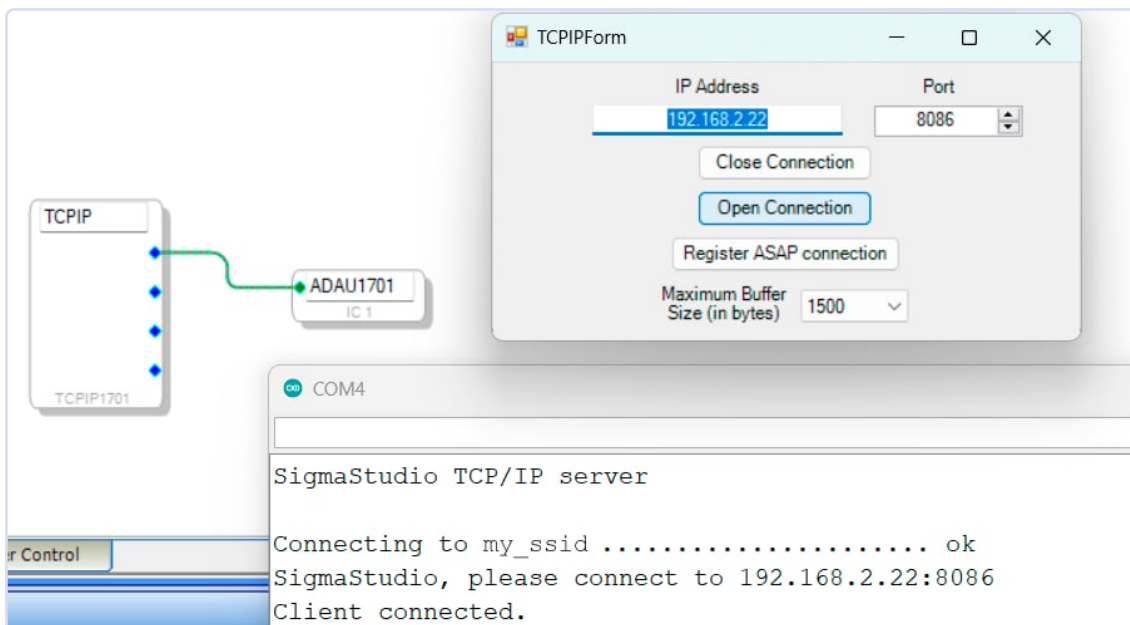 TCPIPForm
IP Address
Port
192.168.2.22
8086
Close Connection
Open Connection
Register ASAP connection
Maximum Buffer
Size (in bytes)
1500
TCPIP
TCPIP1701
ADAU1701
IC 1
COM4
SigmaStudio TCP/IP server
Connecting to my_ssid ...................... ok
SigmaStudio, please connect to 192.168.2.22:8086
Client connected.
r Control